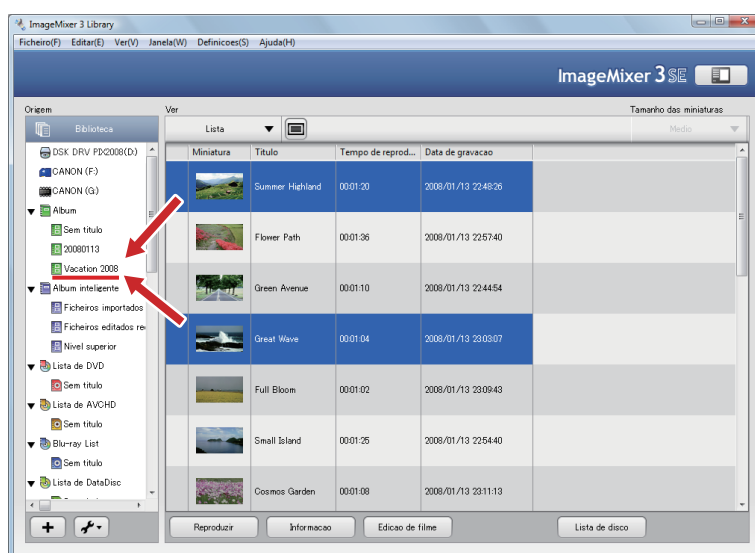 ImageMixer 3 Library
Ficheiro(F) Editar(E) Ver(V) Janela(W) Definicoes(S) Ajuda(H)
ImageMixer 3 SE
Origem Ver Tamanho das miniaturas
Biblioteca Lista Medio
DSK DRV PDX2008(D:)
CANON (F:)
CANON (G:)
Album
Sem titulo
20080113
Vacation 2008
Album inteligente
Ficheiros importados
Ficheiros editados re
Nivel superior
Lista de DVD
Sem titulo
Lista de AVCHD
Sem titulo
Blu-ray List
Sem titulo
Lista de DataDisc
Miniatura Titulo Tempo de reprod... Data de gravacao
Summer Highland 00:01:20 2008/01/13 22:48:26
Flower Path 00:01:36 2008/01/13 22:57:40
Green Avenue 00:01:10 2008/01/13 22:44:54
Great Wave 00:01:04 2008/01/13 23:03:07
Full Bloom 00:01:02 2008/01/13 23:09:43
Small Island 00:01:25 2008/01/13 22:54:40
Cosmos Garden 00:01:08 2008/01/13 23:11:13
Reproduzir Informacao Edicao de filme Lista de disco